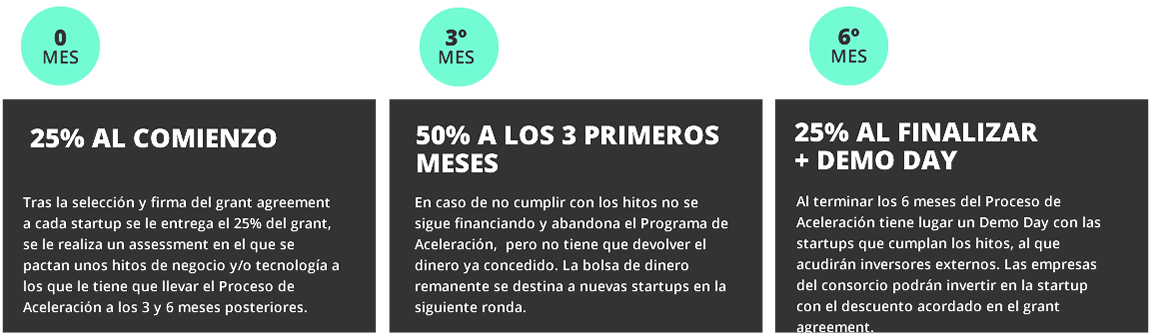 0
MES
25% AL COMIENZO
Tras la selección y firma del grant agreement
a cada startup se le entrega el 25% del grant,
se le realiza un assessment en el que se
pactan unos hitos de negocio y/o tecnología a
los que le tiene que llevar el Proceso de
Aceleración a los 3 y 6 meses posteriores.
3º
MES
50% A LOS 3 PRIMEROS
MESES
En caso de no cumplir con los hitos no se
sigue financiando y abandona el Programa de
Aceleración, pero no tiene que devolver el
dinero ya concedido. La bolsa de dinero
remanente se destina a nuevas startups en la
siguiente ronda.
6º
MES
25% AL FINALIZAR
+ DEMO DAY
Al terminar los 6 meses del Proceso de
Aceleración tiene lugar un Demo Day con las
startups que cumplan los hitos, al que
acudirán inversores externos. Las empresas
del consorcio podrán invertir en la startup
con el descuento acordado en el grant
agreement.